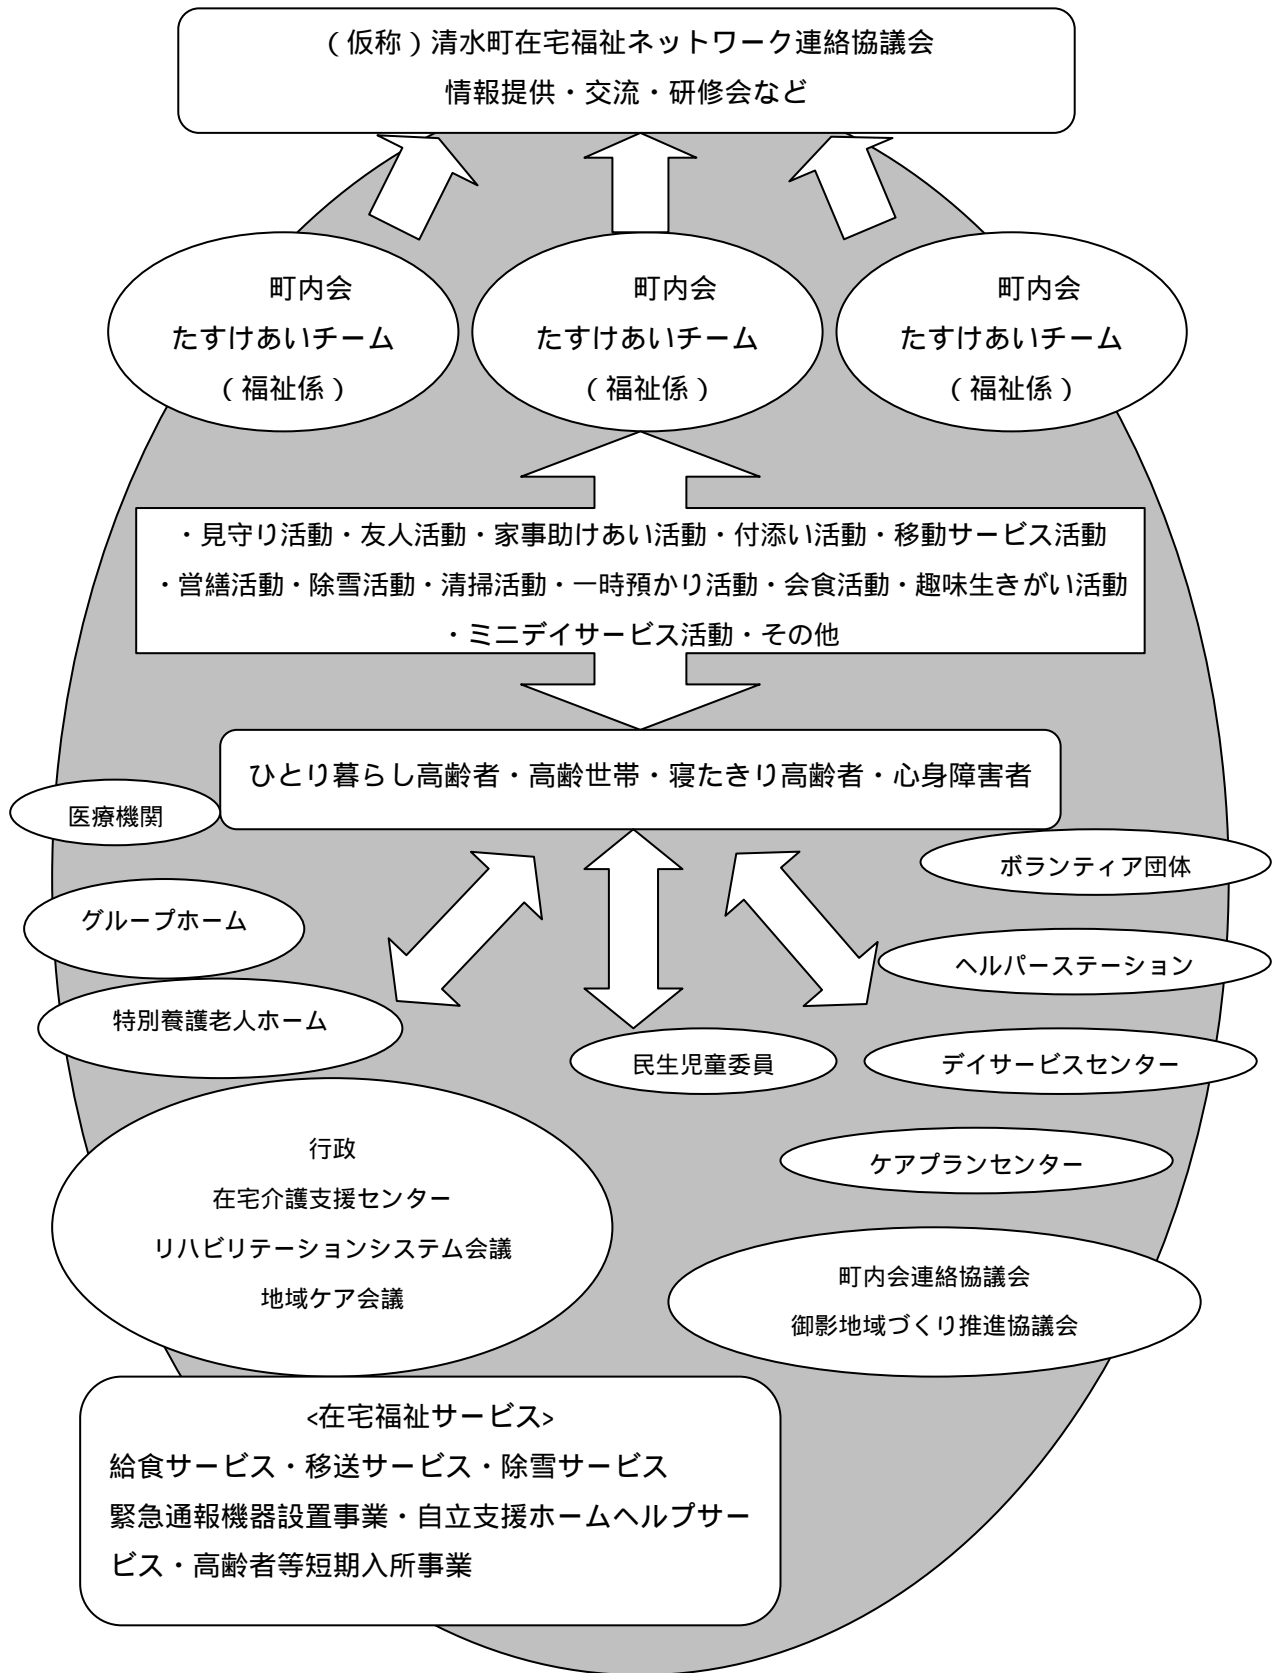 （仮称）清水町在宅福祉ネットワーク連絡協議会
情報提供・交流・研修会など
町内会
たすけあいチーム
（福祉係）
町内会
たすけあいチーム
（福祉係）
町内会
たすけあいチーム
（福祉係）
・見守り活動・友人活動・家事助けあい活動・付添い活動・移動サービス活動
・営繕活動・除雪活動・清掃活動・一時預かり活動・会食活動・趣味生きがい活動
・ミニデイサービス活動・その他
ひとり暮らし高齢者・高齢世帯・寝たきり高齢者・心身障害者
医療機関
ボランティア団体
グループホーム
ヘルパーステーション
特別養護老人ホーム
民生児童委員
デイサービスセンター
ケアプランセンター
行政
在宅介護支援センター
リハビリテーションシステム会議
地域ケア会議
町内会連絡協議会
御影地域づくり推進協議会
<在宅福祉サービス>
給食サービス・移送サービス・除雪サービス
緊急通報機器設置事業・自立支援ホームヘルプサー
ビス・高齢者等短期入所事業